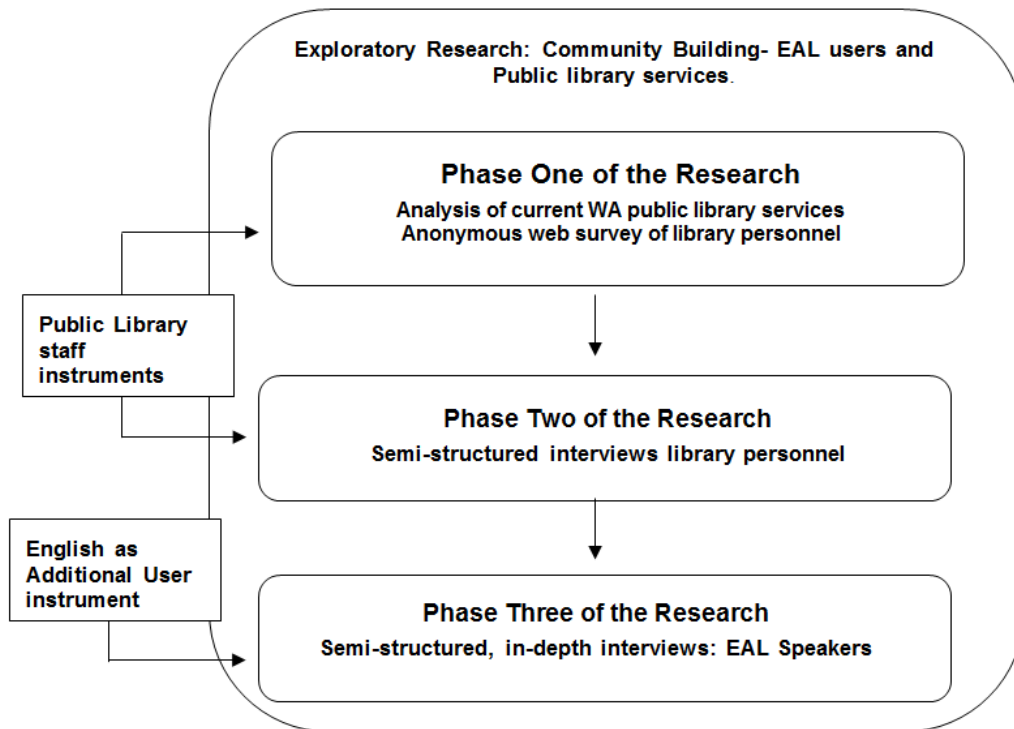 Exploratory Research: Community Building- EAL users and
Public library services.
Phase One of the Research
Analysis of current WA public library services
Anonymous web survey of library personnel
Public Library
staff
instruments
Phase Two of the Research
Semi-structured interviews library personnel
English as
Additional User
instrument
Phase Three of the Research
Semi-structured, in-depth interviews: EAL Speakers